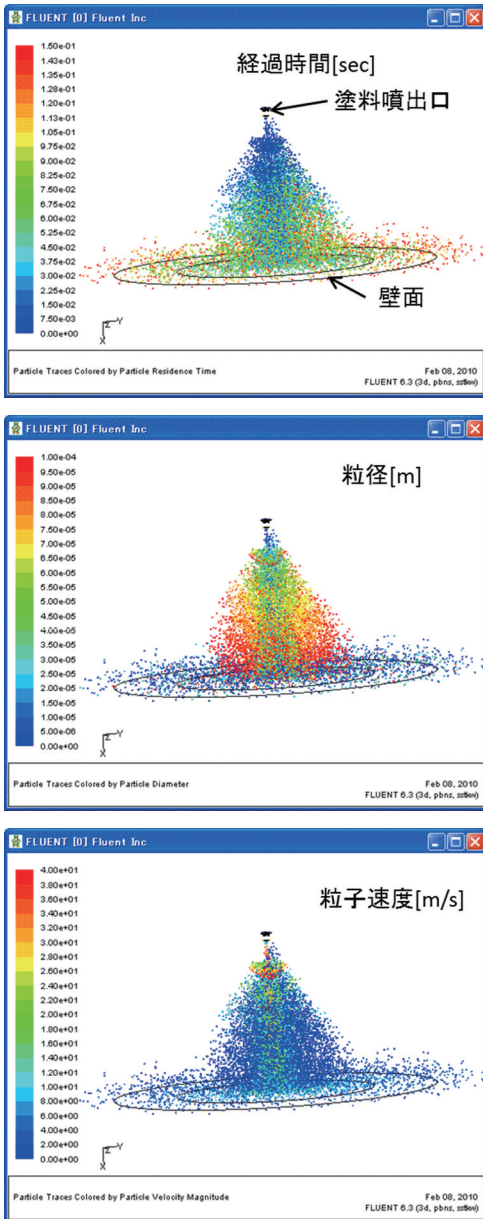 FLUENT [0] Fluent Inc
経過時間[sec]
塗料噴出口
壁面
1.50e-01
1.43e-01
1.35e-01
1.28e-01
1.20e-01
1.13e-01
1.05e-01
9.75e-02
9.00e-02
8.25e-02
7.50e-02
6.75e-02
6.00e-02
5.25e-02
4.50e-02
3.75e-02
3.00e-02
2.25e-02
1.50e-02
7.50e-03
0.00e+00
Z Y
X
Particle Traces Colored by Particle Residence Time
Feb 08, 2010
FLUENT 6.3 (3d, pbns, sstkw)
FLUENT [0] Fluent Inc
粒径[m]
1.00e-04
9.50e-05
9.00e-05
8.50e-05
8.00e-05
7.50e-05
7.00e-05
6.50e-05
6.00e-05
5.50e-05
5.00e-05
4.50e-05
4.00e-05
3.50e-05
3.00e-05
2.50e-05
2.00e-05
1.50e-05
1.00e-05
5.00e-06
0.00e+00
Z Y
X
Particle Traces Colored by Particle Diameter
Feb 08, 2010
FLUENT 6.3 (3d, pbns, sstkw)
FLUENT [0] Fluent Inc
粒子速度[m/s]
4.00e+01
3.80e+01
3.60e+01
3.40e+01
3.20e+01
3.00e+01
2.80e+01
2.60e+01
2.40e+01
2.20e+01
2.00e+01
1.80e+01
1.60e+01
1.40e+01
1.20e+01
1.00e+01
8.00e+00
6.00e+00
4.00e+00
2.00e+00
0.00e+00
Z Y
X
Particle Traces Colored by Particle Velocity Magnitude
Feb 08, 2010
FLUENT 6.3 (3d, pbns, sstkw)